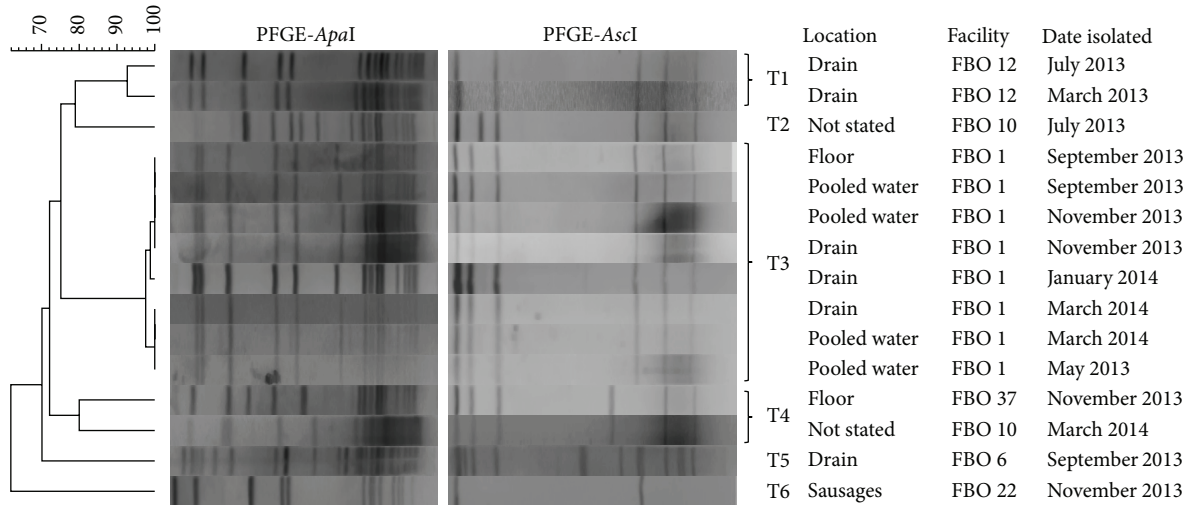 70 80 90 100
PFGE-ApaI PFGE-AscI Location Facility Date isolated
T1
Drain FBO 12 July 2013
Drain FBO 12 March 2013
T2 Not stated FBO 10 July 2013
Floor FBO 1 September 2013
Pooled water FBO 1 September 2013
Pooled water FBO 1 November 2013
Drain FBO 1 November 2013
T3
Drain FBO 1 January 2014
Drain FBO 1 March 2014
Pooled water FBO 1 March 2014
Pooled water FBO 1 May 2013
Floor FBO 37 November 2013
T4
Not stated FBO 10 March 2014
T5 Drain FBO 6 September 2013
T6 Sausages FBO 22 November 2013